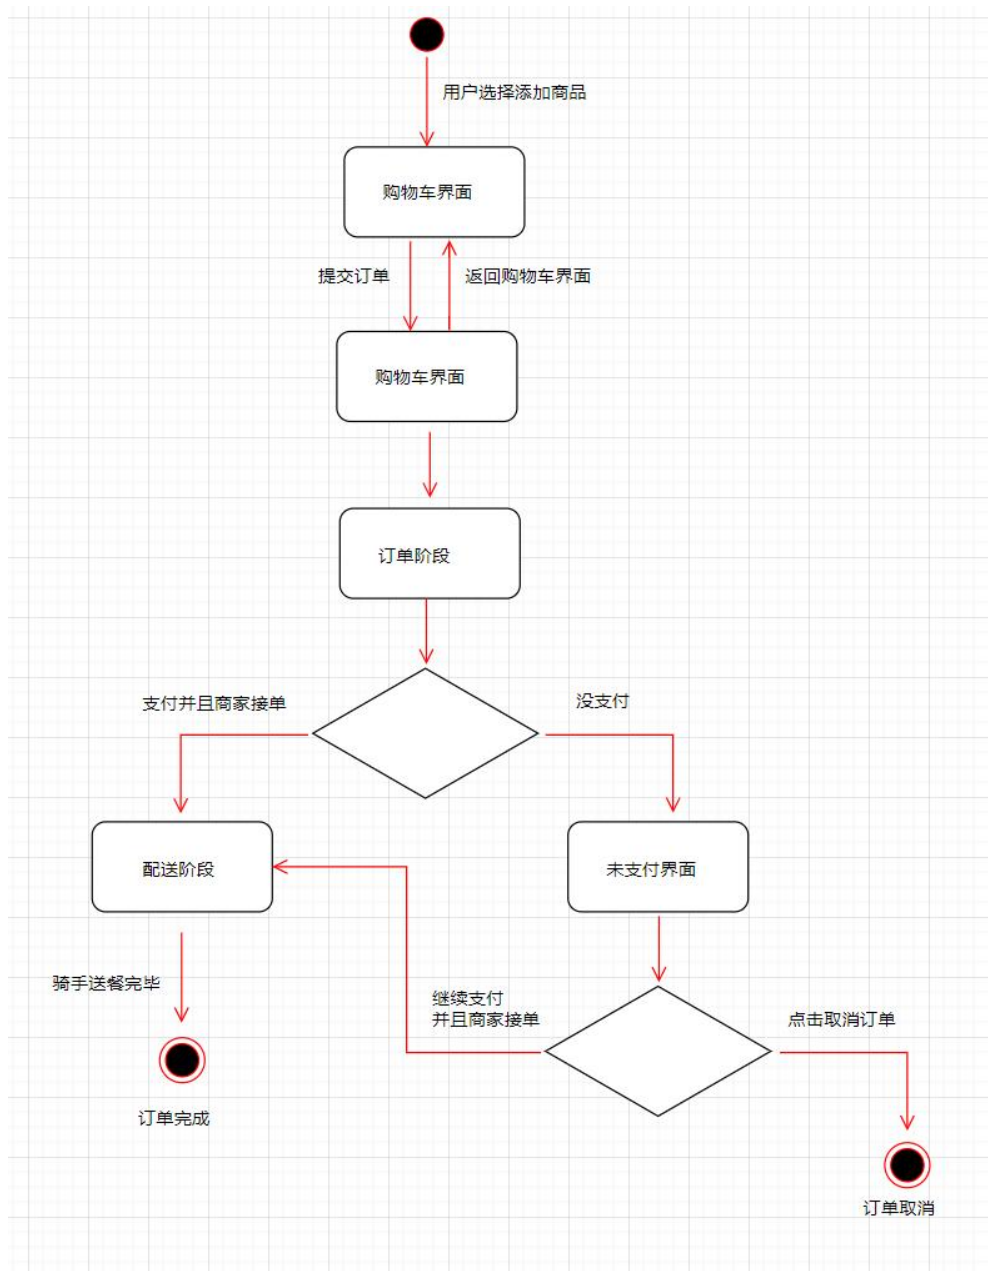 用户选择添加商品
购物车界面
提交订单
返回购物车界面
购物车界面
订单阶段
支付并且商家接单
没支付
配送阶段
未支付界面
骑手送餐完毕
继续支付
并且商家接单
点击取消订单
订单完成
订单取消